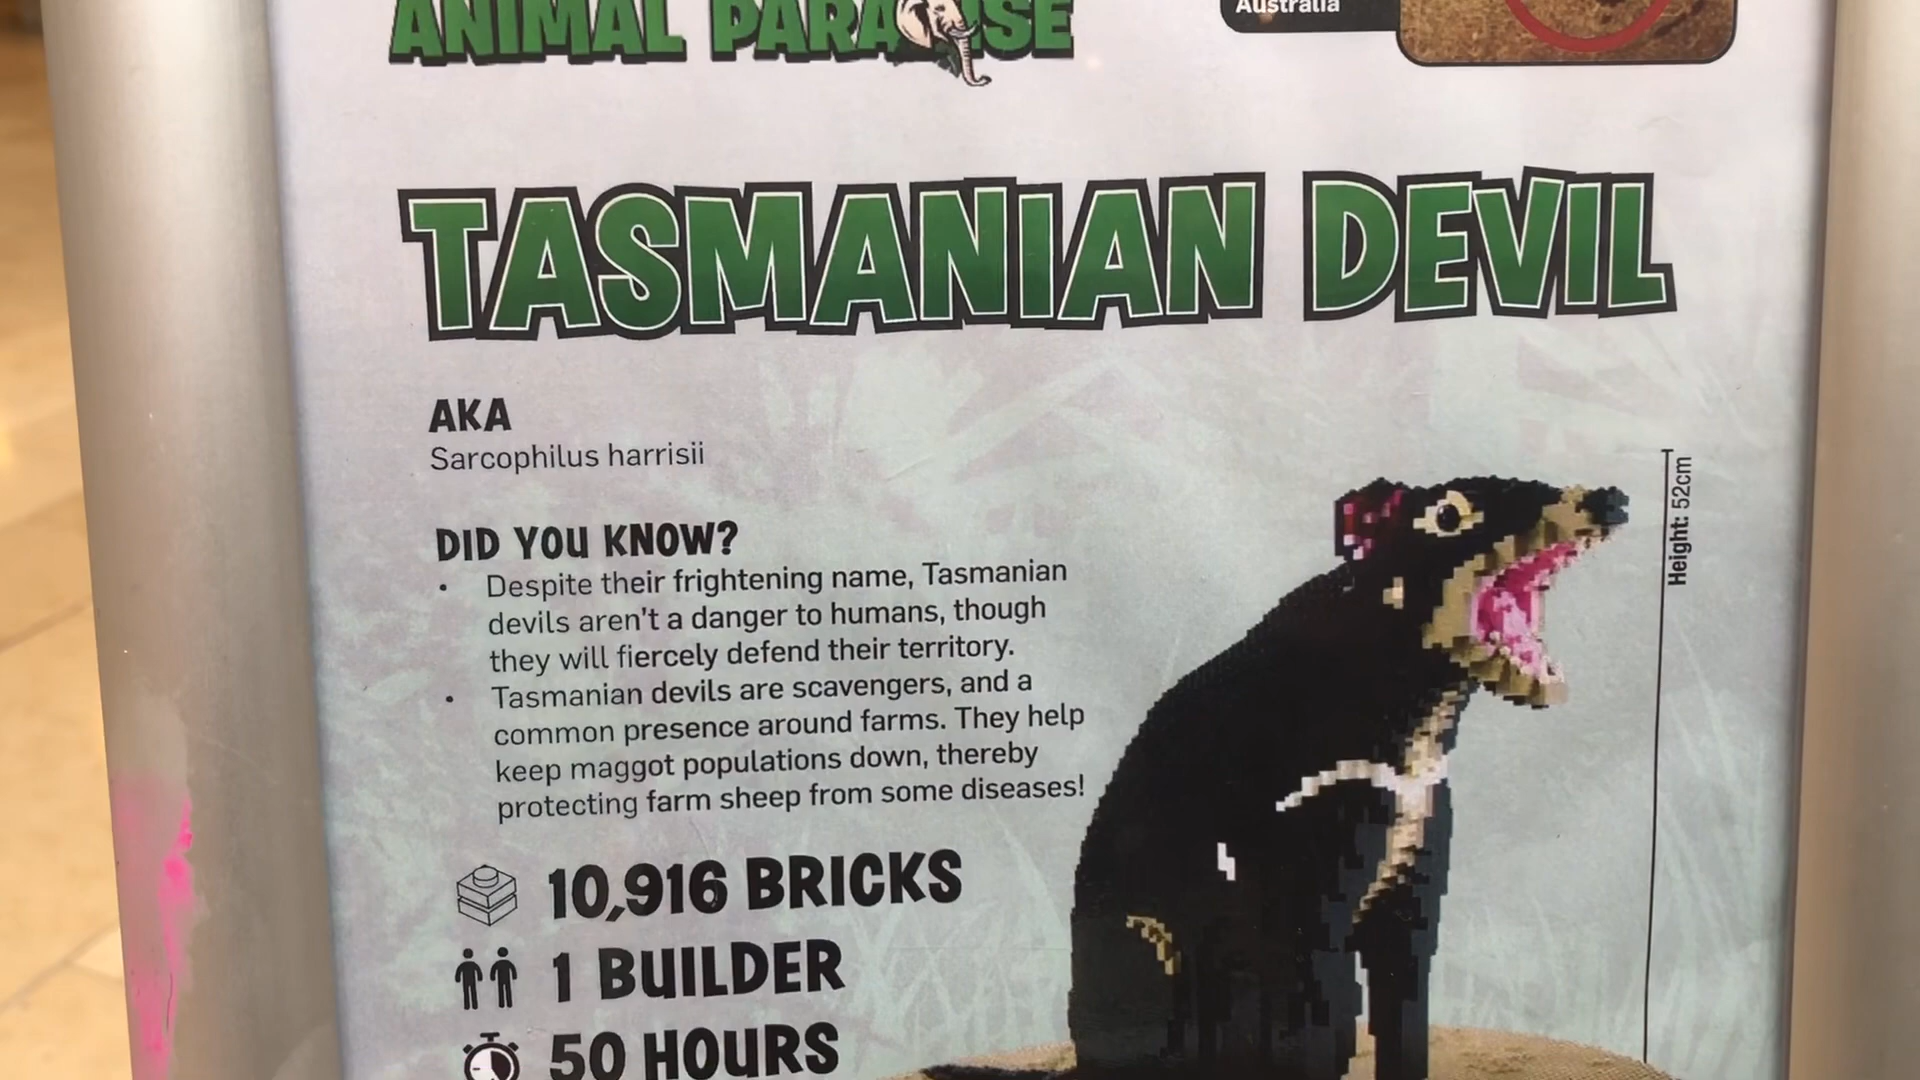 ANIMAL PARADISE
Australia
TASMANIAN DEVIL
AKA
Sarcophilus harrisii
DID YOU KNOW?
• Despite their frightening name, Tasmanian
devils aren't a danger to humans, though
they will fiercely defend their territory.
• Tasmanian devils are scavengers, and a
common presence around farms. They help
keep maggot populations down, thereby
protecting farm sheep from some diseases!
Height: 52cm
10,916 BRICKS
1 BUILDER
50 HOURS